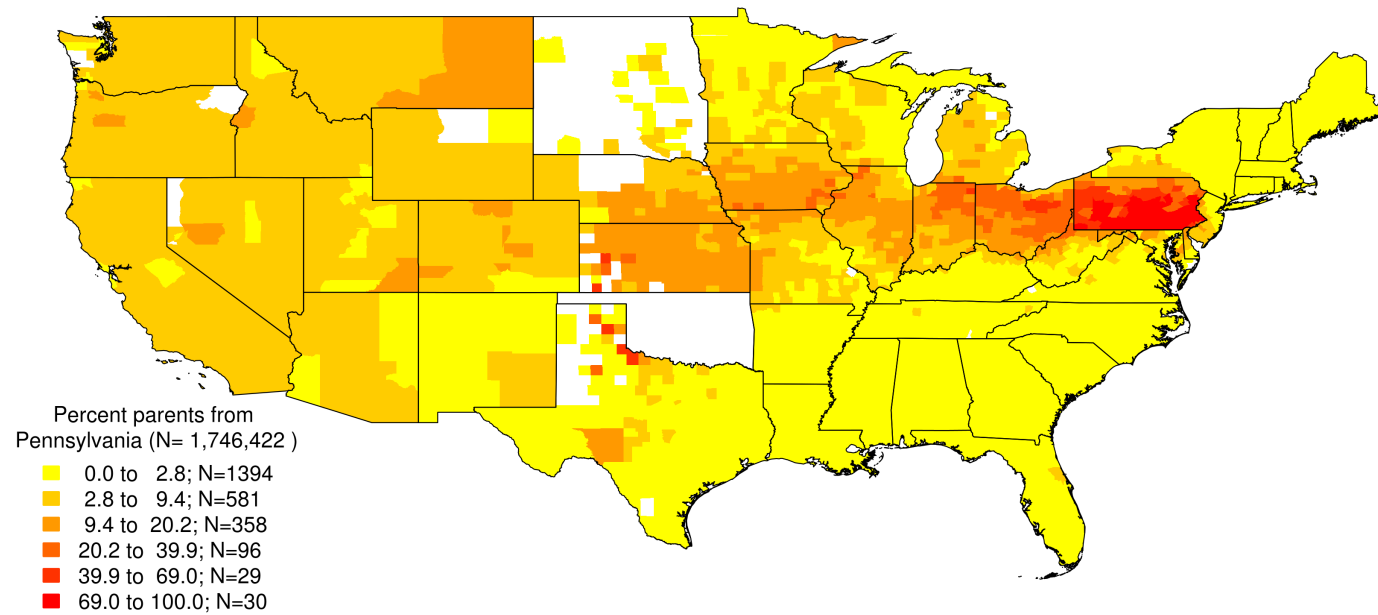 Percent parents from
Pennsylvania (N= 1,746,422 )
0.0 to 2.8; N=1394
2.8 to 9.4; N=581
9.4 to 20.2; N=358
20.2 to 39.9; N=96
39.9 to 69.0; N=29
69.0 to 100.0; N=30